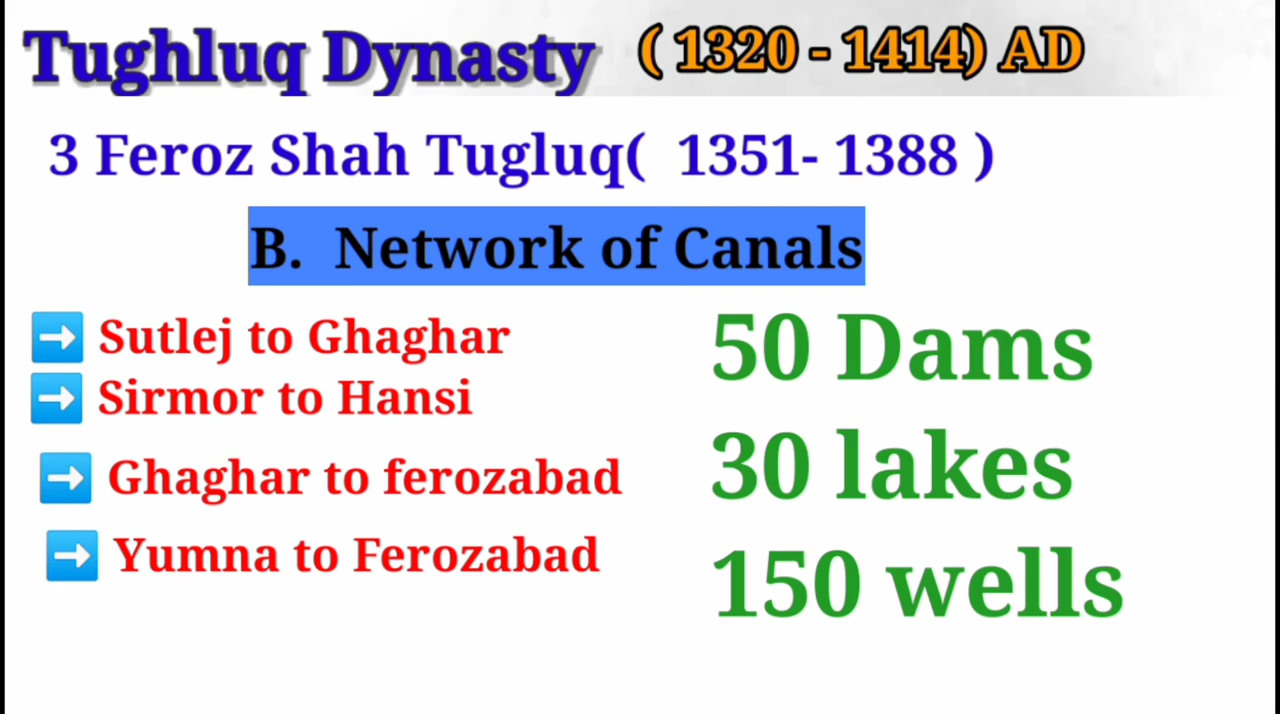 Tughluq Dynasty ( 1320 - 1414) AD
3 Feroz Shah Tugluq( 1351- 1388 )
B. Network of Canals
➡ Sutlej to Ghaghar
➡ Sirmor to Hansi
➡ Ghaghar to ferozabad
➡ Yumna to Ferozabad
50 Dams
30 lakes
150 wells